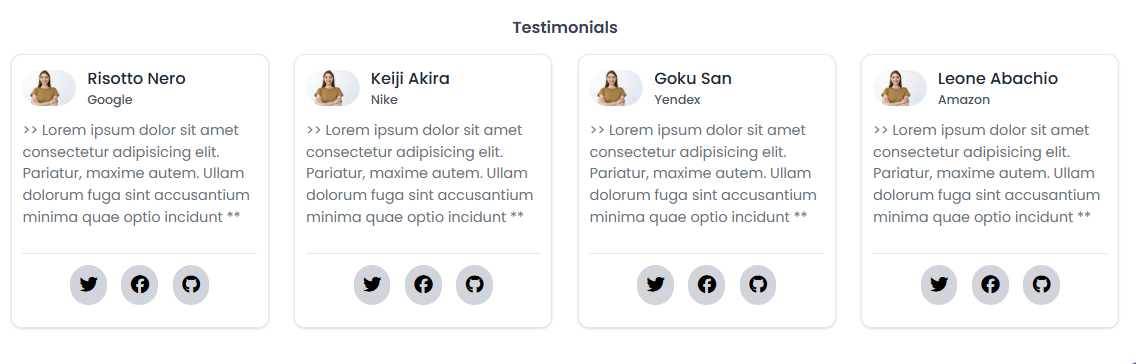 Testimonials
Risotto Nero
Google
>> Lorem ipsum dolor sit amet
consectetur adipisicing elit.
Pariatur, maxime autem. Ullam
dolorum fuga sint accusantium
minima quae optio incidunt **
Keiji Akira
Nike
>> Lorem ipsum dolor sit amet
consectetur adipisicing elit.
Pariatur, maxime autem. Ullam
dolorum fuga sint accusantium
minima quae optio incidunt **
Goku San
Yendex
>> Lorem ipsum dolor sit amet
consectetur adipisicing elit.
Pariatur, maxime autem. Ullam
dolorum fuga sint accusantium
minima quae optio incidunt **
Leone Abachio
Amazon
>> Lorem ipsum dolor sit amet
consectetur adipisicing elit.
Pariatur, maxime autem. Ullam
dolorum fuga sint accusantium
minima quae optio incidunt **